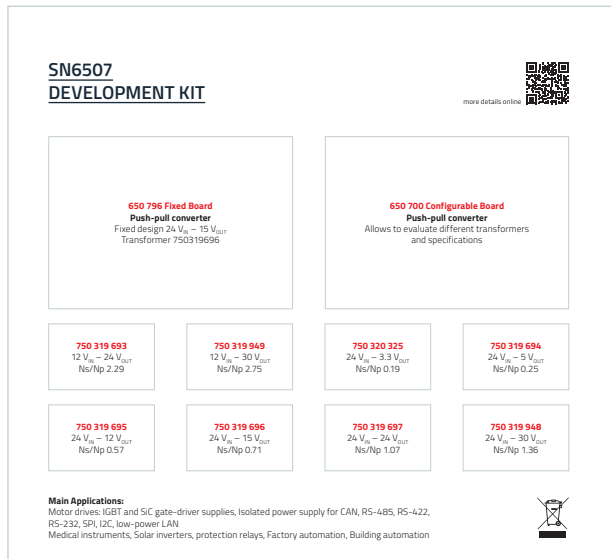 SN6507
DEVELOPMENT KIT
more details online
650 796 Fixed Board
Push-pull converter
Fixed design 24 VIN – 15 VOUT
Transformer 750319696
650 700 Configurable Board
Push-pull converter
Allows to evaluate different transformers
and specifications
750 319 693
12 VIN – 24 VOUT
Ns/Np 2.29
750 319 949
12 VIN – 30 VOUT
Ns/Np 2.75
750 320 325
24 VIN – 3.3 VOUT
Ns/Np 0.19
750 319 694
24 VIN – 5 VOUT
Ns/Np 0.25
750 319 695
24 VIN – 12 VOUT
Ns/Np 0.57
750 319 696
24 VIN – 15 VOUT
Ns/Np 0.71
750 319 697
24 VIN – 24 VOUT
Ns/Np 1.07
750 319 948
24 VIN – 30 VOUT
Ns/Np 1.36
Main Applications:
Motor drives: IGBT and SiC gate-driver supplies, Isolated power supply for CAN, RS-485, RS-422,
RS-232, SPI, I2C, low-power LAN
Medical instruments, Solar inverters, protection relays, Factory automation, Building automation